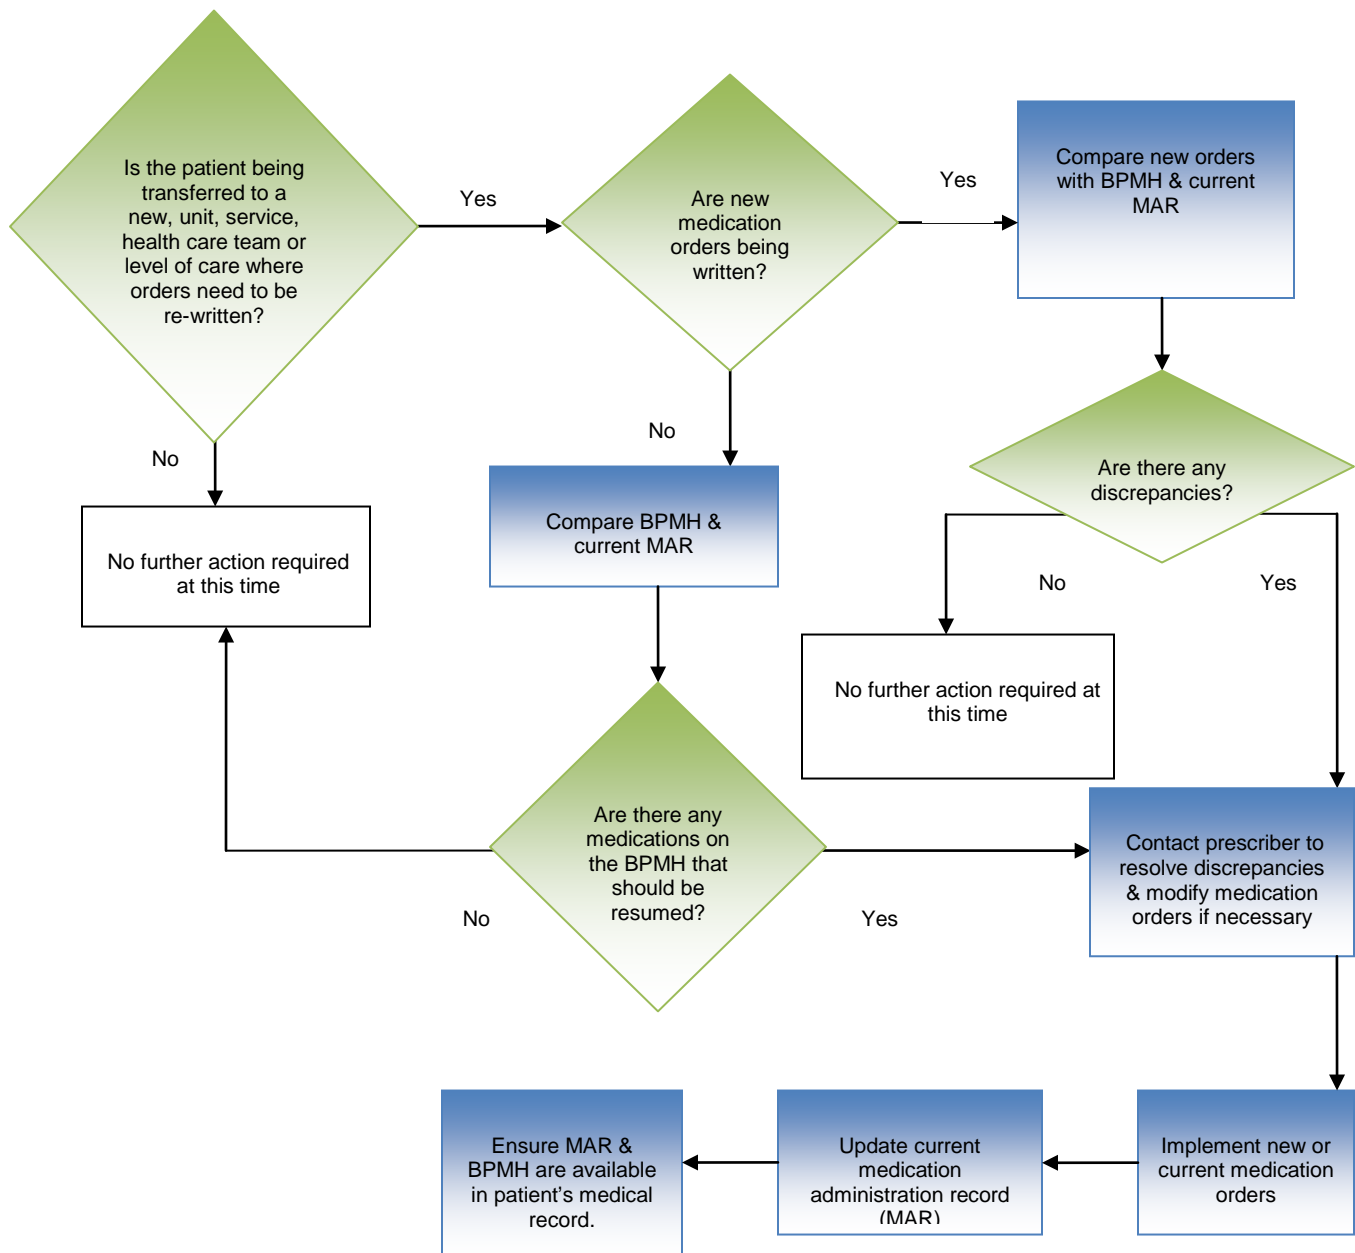 Is the patient being
transferred to a
new, unit, service,
health care team or
level of care where
orders need to be
re-written?
Yes
Are new
medication
orders being
written?
Yes
Compare new orders
with BPMH & current
MAR
No
No further action required
at this time
No
Compare BPMH &
current MAR
Are there any
discrepancies?
No
Yes
No further action required at
this time
Are there any
medications on
the BPMH that
should be
resumed?
No
Yes
Contact prescriber to
resolve discrepancies
& modify medication
orders if necessary
Implement new or
current medication
orders
Update current
medication
administration record
(MAR)
Ensure MAR &
BPMH are available
in patient’s medical
record.